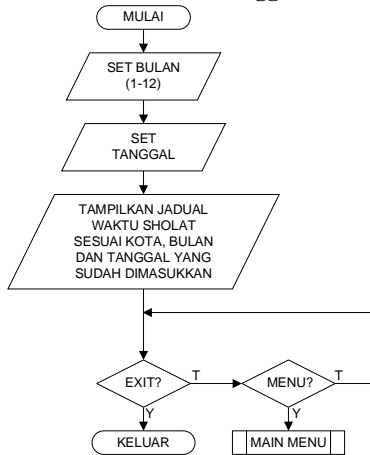 MULAI
SET BULAN
(1-12)
SET
TANGGAL
TAMPILKAN JADUAL
WAKTU SHOLAT
SESUAI KOTA, BULAN
DAN TANGGAL YANG
SUDAH DIMASUKKAN
EXIT?
T
MENU?
T
Y
Y
KELUAR
MAIN MENU